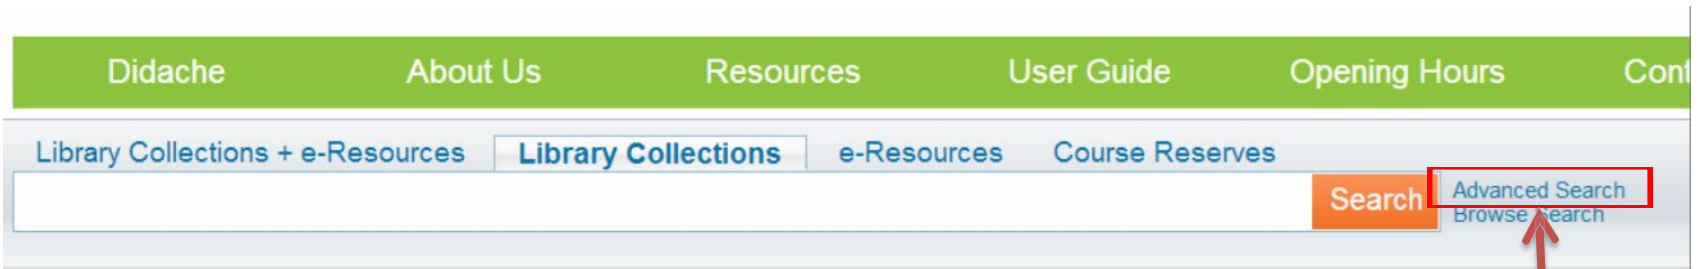 Didache About Us Resources User Guide Opening Hours Cont
Library Collections + e-Resources Library Collections e-Resources Course Reserves
Search Advanced Search
Browse Search